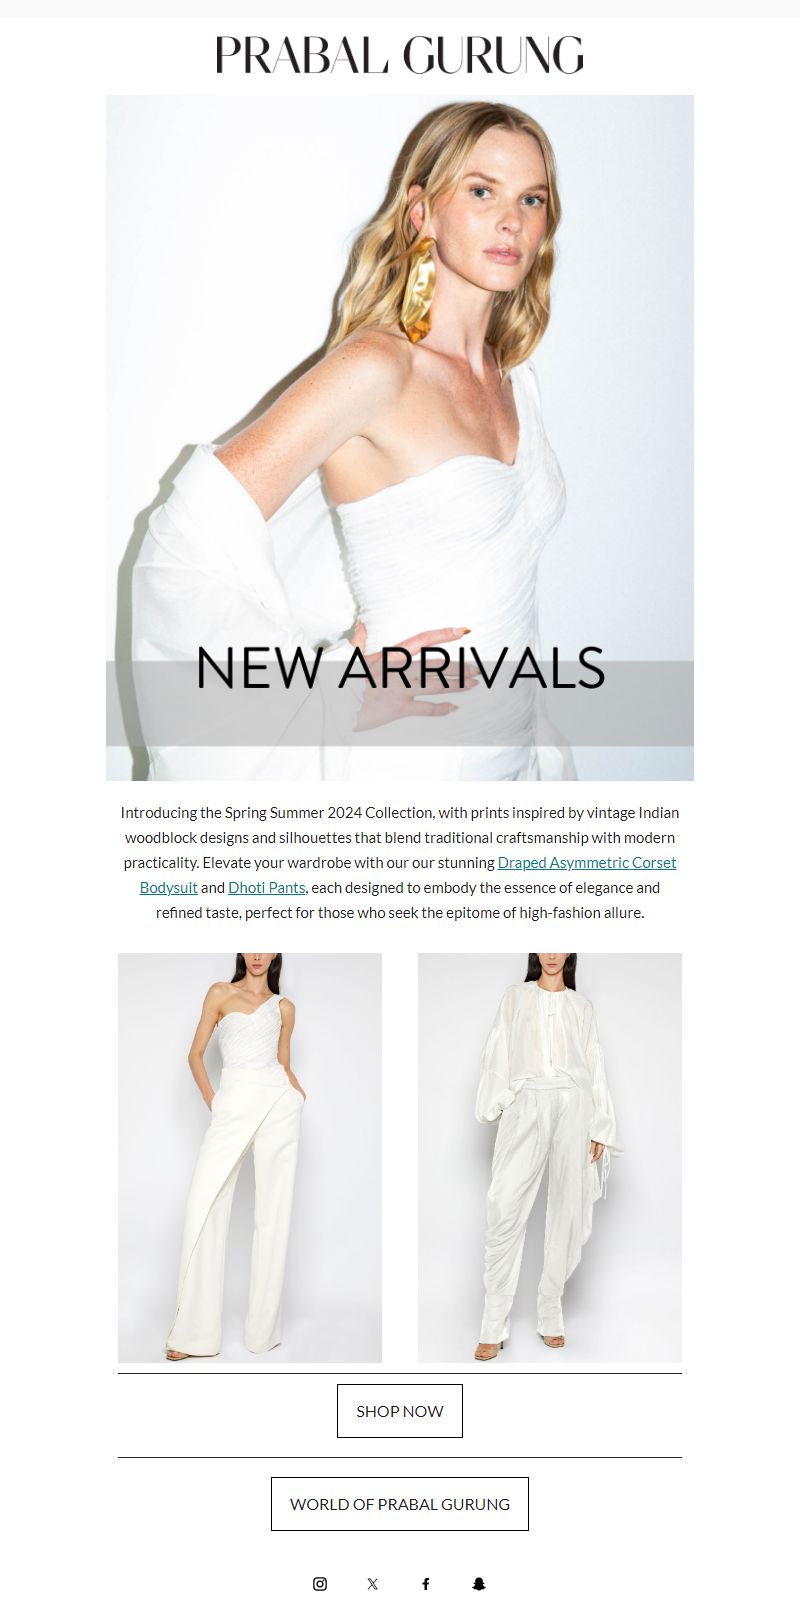 PRABAL GURUNG
NEW ARRIVALS
Introducing the Spring Summer 2024 Collection, with prints inspired by vintage Indian
woodblock designs and silhouettes that blend traditional craftsmanship with modern
practicality. Elevate your wardrobe with our our stunning Draped Asymmetric Corset
Bodysuit and Dhoti Pants, each designed to embody the essence of elegance and
refined taste, perfect for those who seek the epitome of high-fashion allure.
SHOP NOW
WORLD OF PRABAL GURUNG